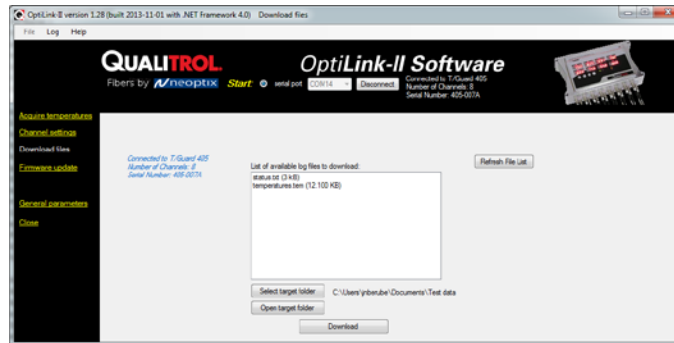 OptiLink-II version 1.28 (built 2013-11-01 with .NET framework 4.0) Download files
File Log Help
QUALITROL
OptiLink-II Software
Fibers by neoptix
Start: serial port COM14 Disconnect
Connected to T/Guard 405
Number of Channels: 8
Serial Number: 405-007A
Acquire temperatures
Channel settings
Download files
Firmware update
General parameters
Close
Connected to T/Guard 405
Number of Channels: 8
Serial Number: 405-007A
List of available log files to download:
Refresh File List
status.txt (3 kB)
temperatures.tem (12.100 KB)
Select target folder C:\Users\jnberube\Documents\Test data
Open target folder
Download